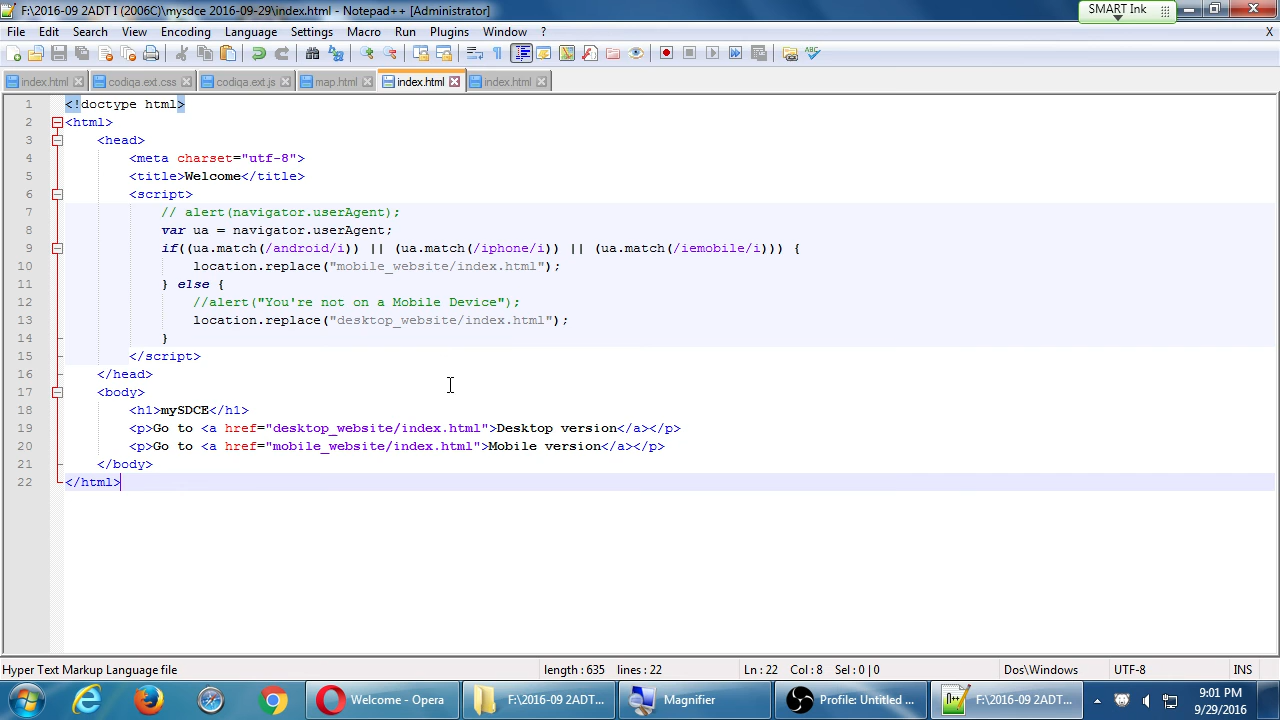 F:\2016-09 2ADT I (2006C)\mysdce 2016-09-29\index.html - Notepad++ [Administrator]
SMART Ink
File Edit Search View Encoding Language Settings Macro Run Plugins Window ? X
index.html codiqa.ext.css codiqa.ext.js map.html index.html index.html
1 <!doctype html>
2 <html>
3 <head>
4 <meta charset="utf-8">
5 <title>Welcome</title>
6 <script>
7 // alert(navigator.userAgent);
8 var ua = navigator.userAgent;
9 if((ua.match(/android/i)) || (ua.match(/iphone/i)) || (ua.match(/iemobile/i))) {
10 location.replace("mobile_website/index.html");
11 } else {
12 //alert("You're not on a Mobile Device");
13 location.replace("desktop_website/index.html");
14 }
15 </script>
16 </head>
17 <body>
18 <h1>mySDCE</h1>
19 <p>Go to <a href="desktop_website/index.html">Desktop version</a></p>
20 <p>Go to <a href="mobile_website/index.html">Mobile version</a></p>
21 </body>
22 </html>
Hyper Text Markup Language file length : 635 lines : 22 Ln : 22 Col : 8 Sel : 0 | 0 Dos\Windows UTF-8 INS
Welcome - Opera F:\2016-09 2ADT... Magnifier Profile: Untitled ... F:\2016-09 2ADT... 9:01 PM
9/29/2016